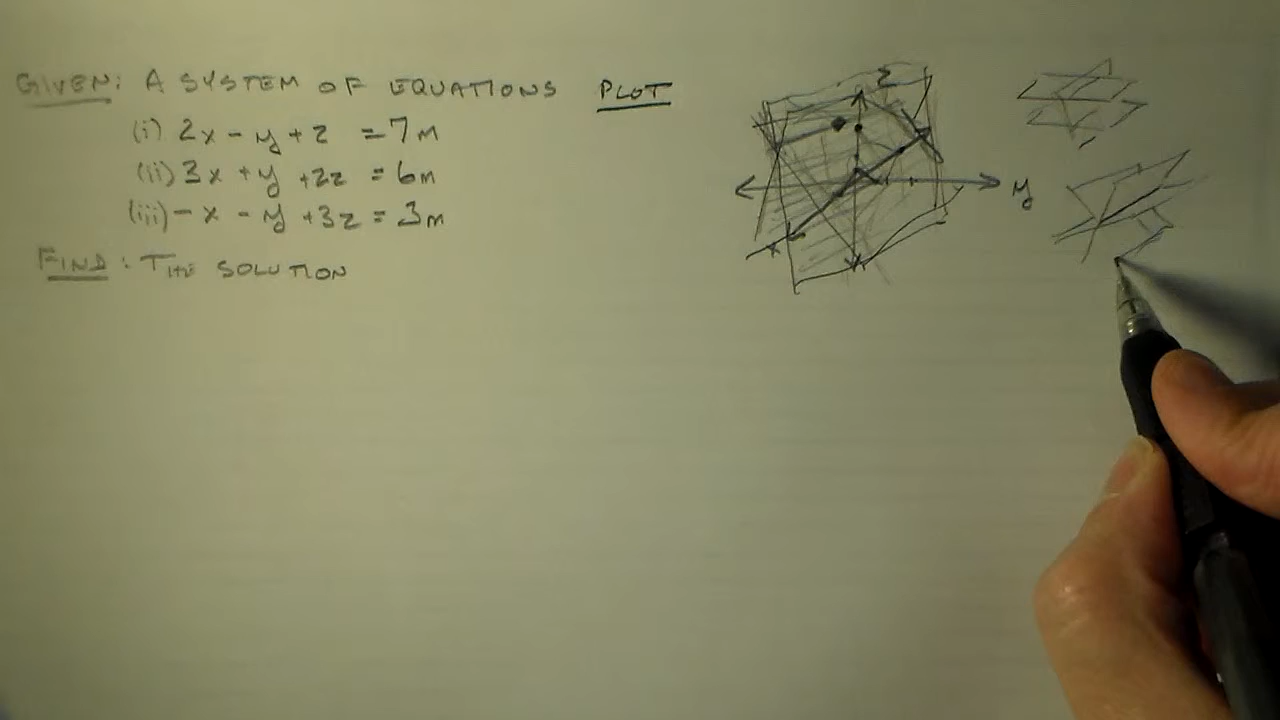 GIVEN: A SYSTEM OF EQUATIONS PLOT
(i) 2x - y + z = 7m
(ii) 3x + y + 2z = 6m
(iii) - x - y + 3z = 3m
FIND: THE SOLUTION
z
y
x